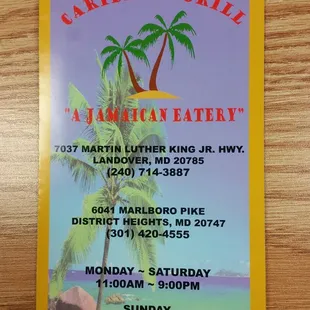 "A JAMAICAN EATERY"
7037 MARTIN LUTHER KING JR. HWY.
LANDOVER, MD 20785
(240) 714-3887
6041 MARLBORO PIKE
DISTRICT HEIGHTS, MD 20747
(301) 420-4555
MONDAY ~ SATURDAY
11:00AM ~ 9:00PM
SUNDAY